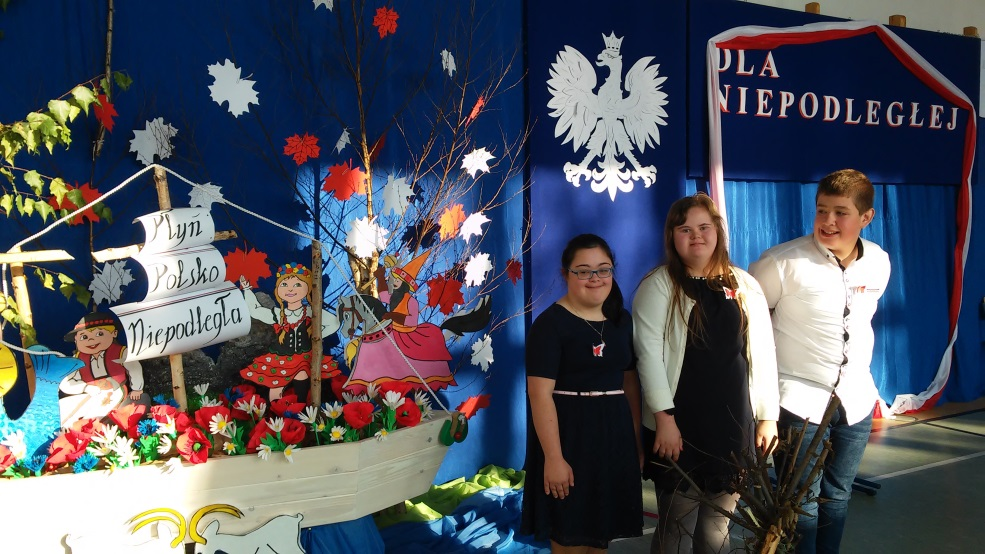 Płyń
Polsko
Niepodległa
DLA
NIEPODLEGŁEJ